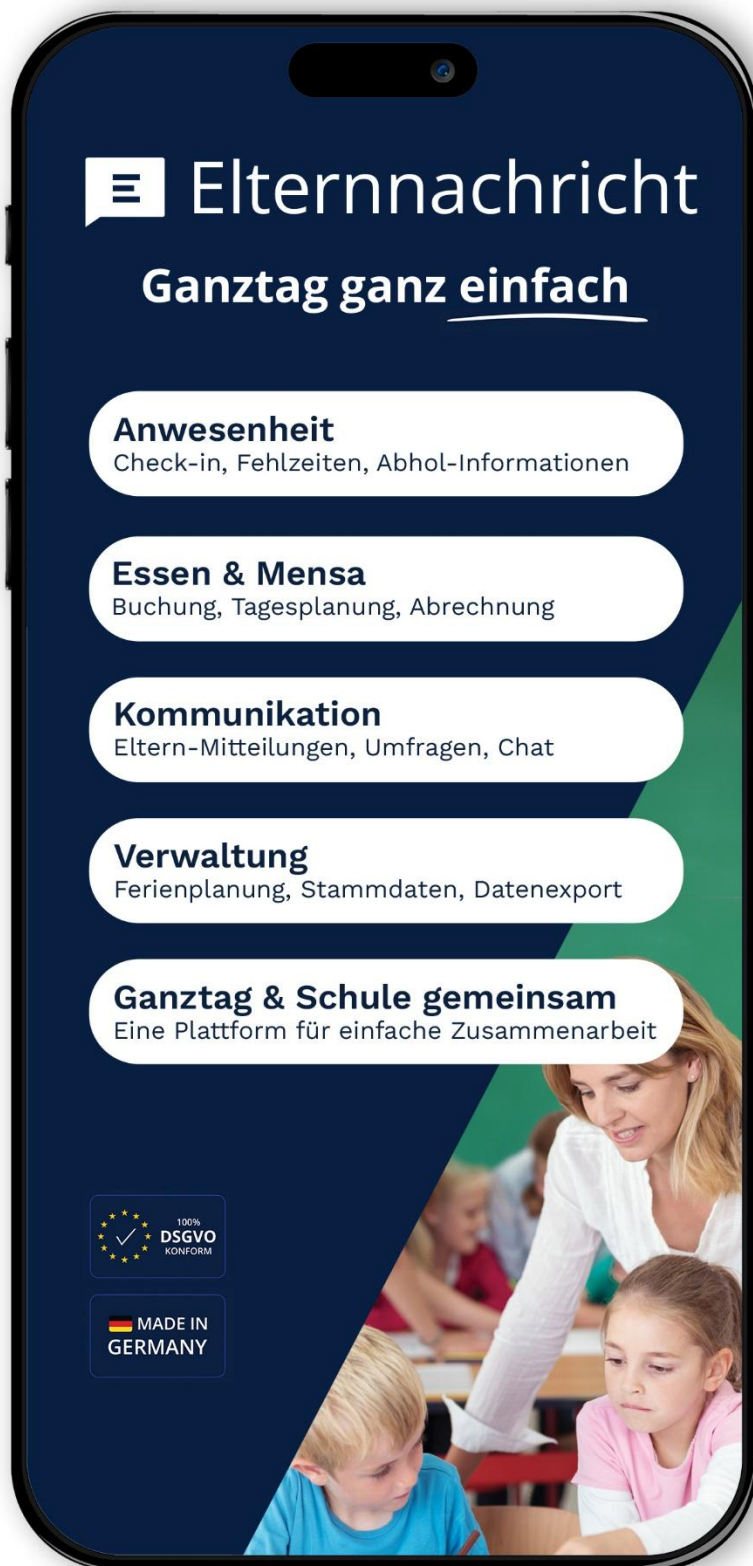 Elternnachricht
Ganztag ganz einfach
Anwesenheit
Check-in, Fehlzeiten, Abhol-Informationen
Essen & Mensa
Buchung, Tagesplanung, Abrechnung
Kommunikation
Eltern-Mitteilungen, Umfragen, Chat
Verwaltung
Ferienplanung, Stammdaten, Datenexport
Ganztag & Schule gemeinsam
Eine Plattform für einfache Zusammenarbeit
100%
DSGVO
KONFORM
MADE IN
GERMANY